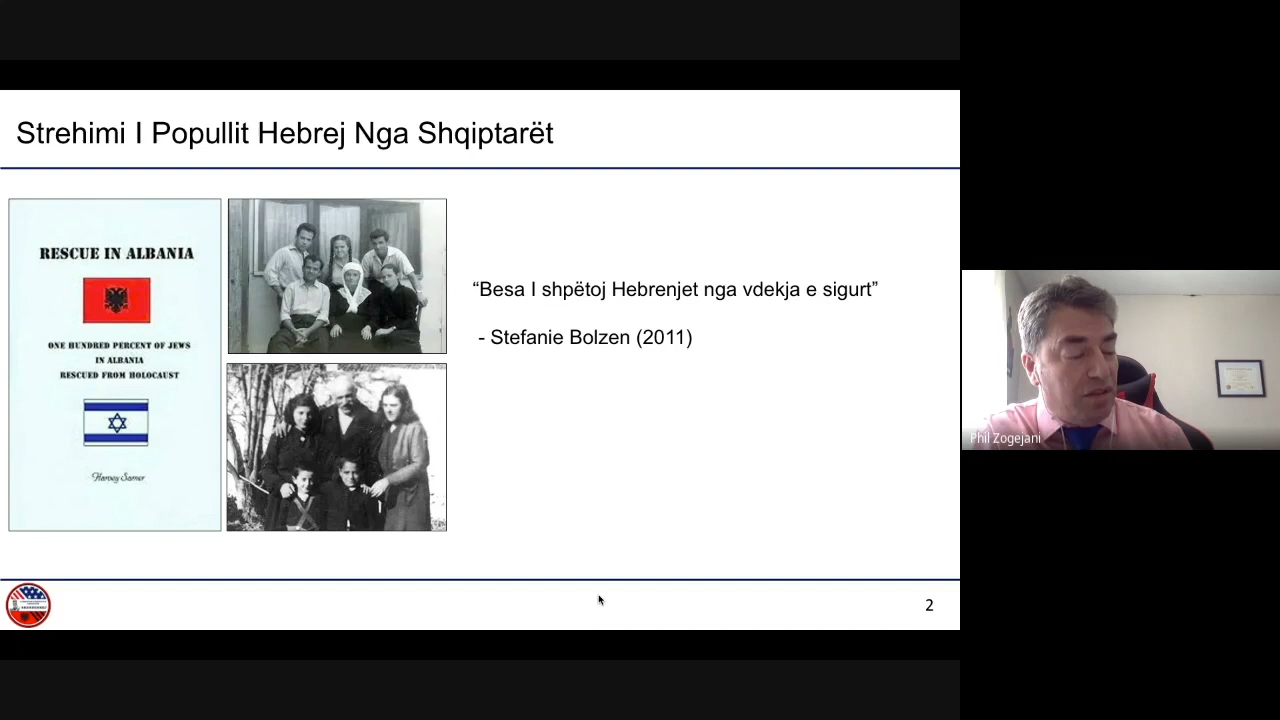 Strehimi I Popullit Hebrej Nga Shqiptarët
RESCUE IN ALBANIA
ONE HUNDRED PERCENT OF JEWS
IN ALBANIA
RESCUED FROM HOLOCAUST
Harvey Sarner
“Besa I shpëtoj Hebrenjet nga vdekja e sigurt”
- Stefanie Bolzen (2011)
2
Phil Zogejani